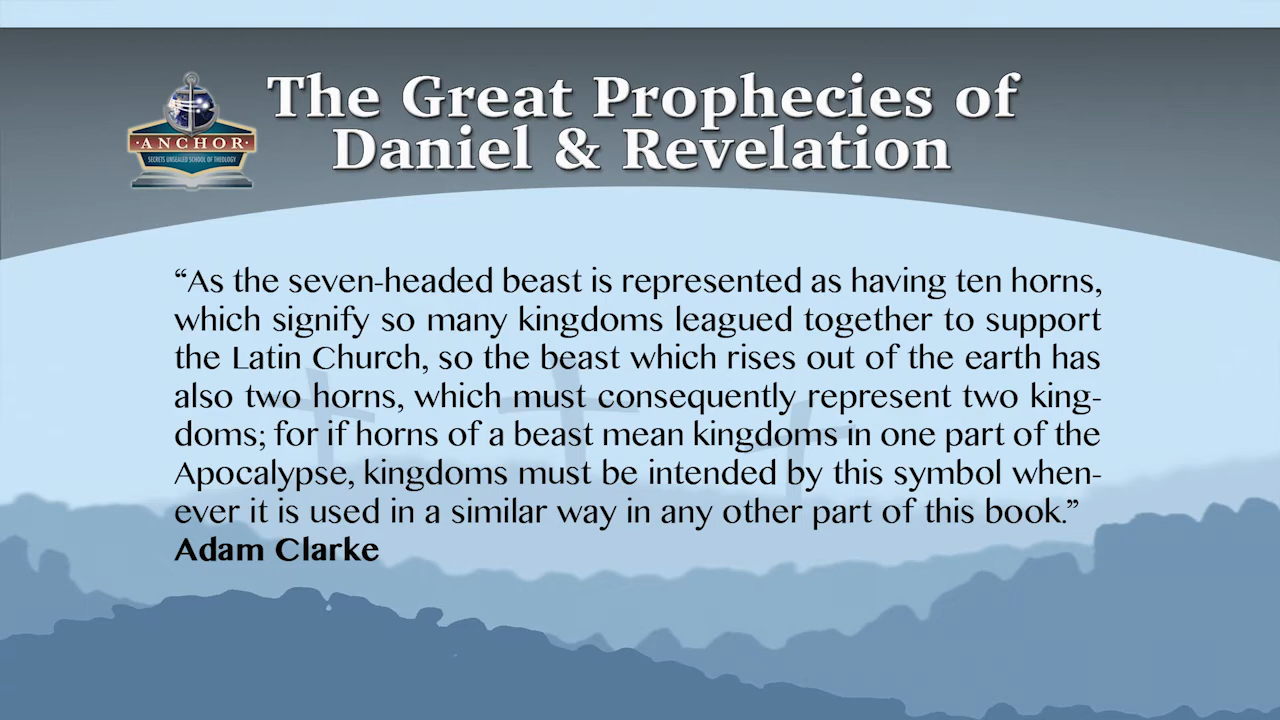 The Great Prophecies of
Daniel & Revelation
·ANCHOR·
SECRETS UNSEALED SCHOOL OF THEOLOGY
“As the seven-headed beast is represented as having ten horns,
which signify so many kingdoms leagued together to support
the Latin Church, so the beast which rises out of the earth has
also two horns, which must consequently represent two king-
doms; for if horns of a beast mean kingdoms in one part of the
Apocalypse, kingdoms must be intended by this symbol when-
ever it is used in a similar way in any other part of this book.”
Adam Clarke